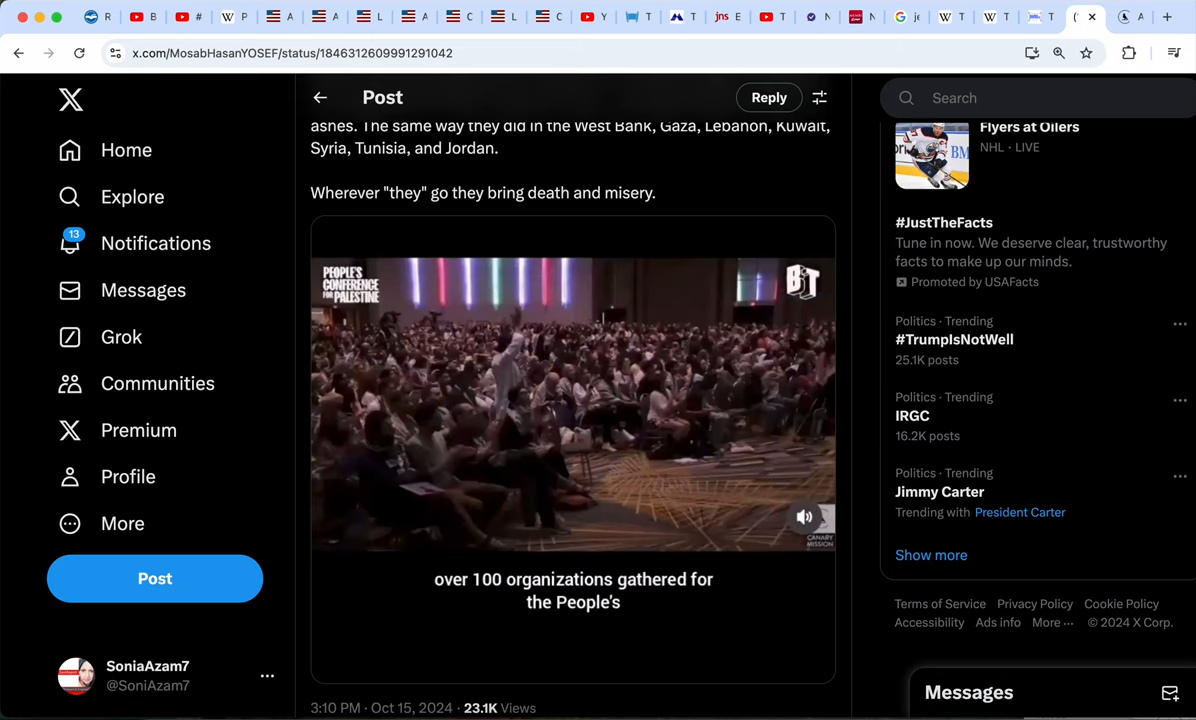 R
B
#
P
A
A
L
A
C
L
C
Y
T
T
jns E
T
N
N
je
T
T
T
(
A
x.com/MosabHasanYOSEF/status/1846312609991291042
Home
Explore
13
Notifications
Messages
Grok
Communities
Premium
Profile
More
Post
SoniaAzam7
@SoniAzam7
Post
Reply
ashes. The same way they did in the West Bank, Gaza, Lebanon, Kuwait,
Syria, Tunisia, and Jordan.
Wherever "they" go they bring death and misery.
PEOPLE'S
CONFERENCE
FOR PALESTINE
BT
CANARY
MISSION
over 100 organizations gathered for
the People's
3:10 PM · Oct 15, 2024 · 23.1K Views
Search
Flyers at Oilers
NHL · LIVE
#JustTheFacts
Tune in now. We deserve clear, trustworthy
facts to make up our minds.
Promoted by USAFacts
Politics · Trending
#TrumpIsNotWell
25.1K posts
Politics · Trending
IRGC
16.2K posts
Politics · Trending
Jimmy Carter
Trending with President Carter
Show more
Terms of Service Privacy Policy Cookie Policy
Accessibility Ads info More ··· © 2024 X Corp.
Messages